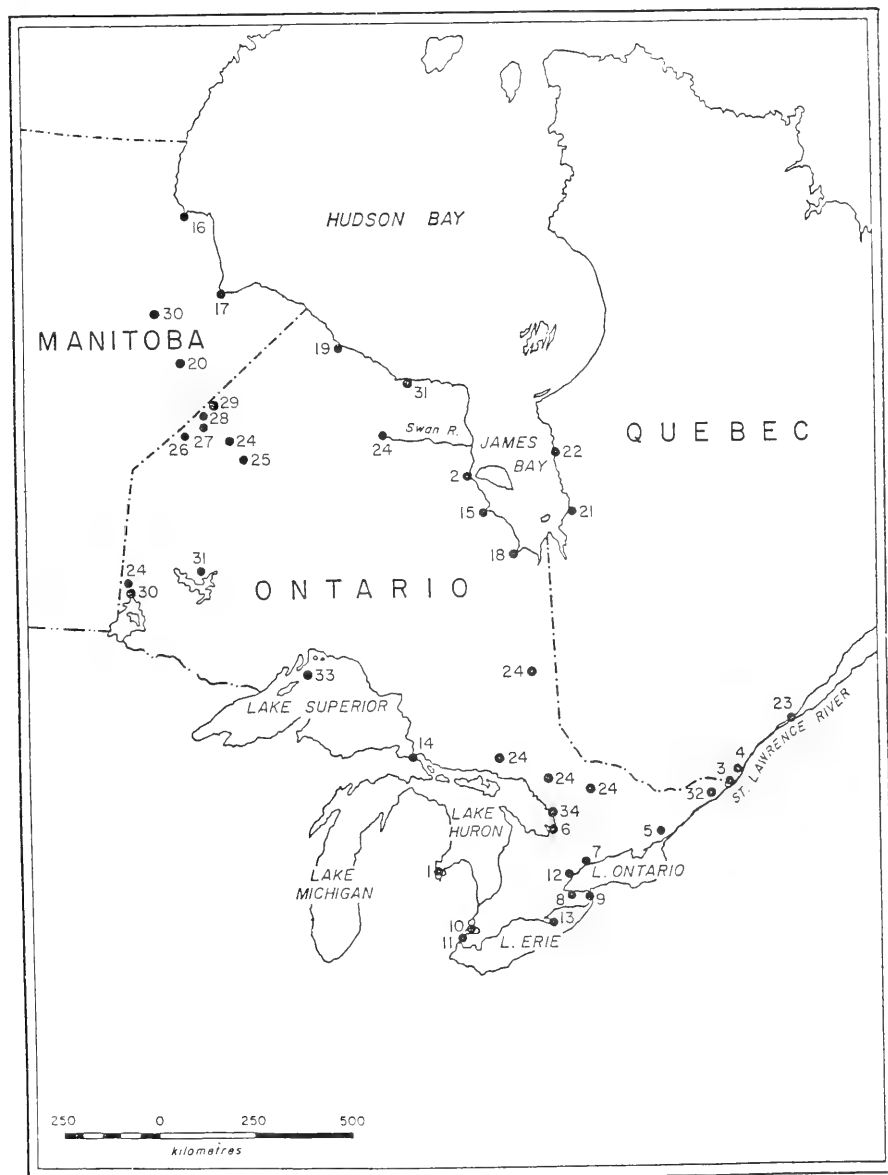 HUDSON BAY
16
17
30
MANITOBA
19
20
31
29
28
27
26
24
25
24
Swan R.
JAMES
BAY
QUEBEC
22
2
15
21
18
31
24
30
ONTARIO
24
33
LAKE SUPERIOR
23
14
24
4
3
ST. LAWRENCE RIVER
24
24
32
34
LAKE
HURON
6
5
7
1
12
L. ONTARIO
LAKE
MICHIGAN
8
9
10
13
11
L. ERIE
250 0 250 500
kilometres